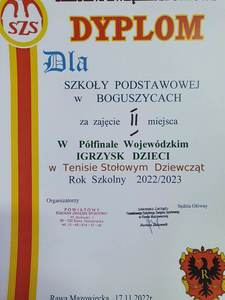 SZS
DYPLOM
Dla
SZKOŁY PODSTAWOWEJ
w BOGUSZYCACH
za zajęcie II miejsca
W Półfinale Wojewódzkim
IGRZYSK DZIECI
w Tenisie Stołowym Dziewcząt
Rok Szkolny 2022/2023
Organizatorzy
Sędzia Główny
POWIATOWY
R
Rawa Mazowiecka 17.11.2022r.